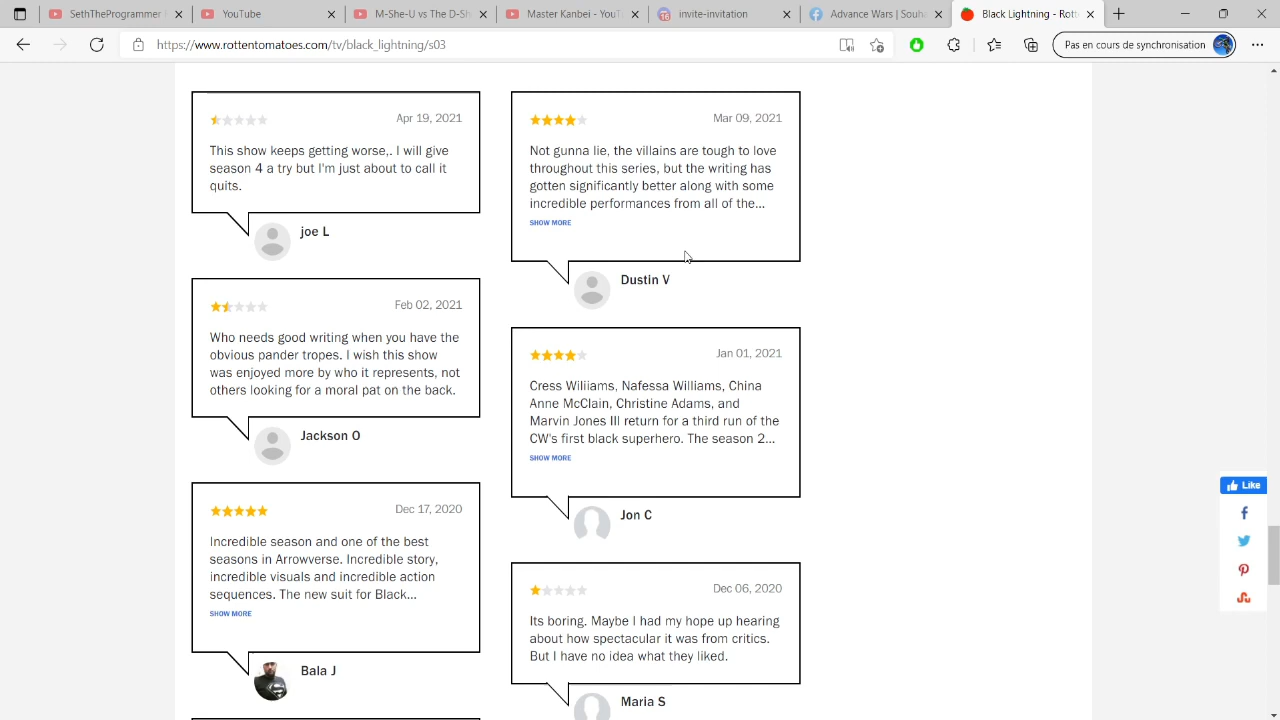 SethTheProgrammer
YouTube
M-She-U vs The D-Sh
Master Kanbei - YouT
invite-invitation
Advance Wars | Souha
Black Lightning - Rott
https://www.rottentomatoes.com/tv/black_lightning/s03
Pas en cours de synchronisation
Apr 19, 2021
This show keeps getting worse,. I will give
season 4 a try but I'm just about to call it
quits.
joe L
Mar 09, 2021
Not gunna lie, the villains are tough to love
throughout this series, but the writing has
gotten significantly better along with some
incredible performances from all of the...
SHOW MORE
Dustin V
Feb 02, 2021
Who needs good writing when you have the
obvious pander tropes. I wish this show
was enjoyed more by who it represents, not
others looking for a moral pat on the back.
Jackson O
Jan 01, 2021
Cress Wiliiams, Nafessa Williams, China
Anne McClain, Christine Adams, and
Marvin Jones III return for a third run of the
CW's first black superhero. The season 2...
SHOW MORE
Jon C
Dec 17, 2020
Incredible season and one of the best
seasons in Arrowverse. Incredible story,
incredible visuals and incredible action
sequences. The new suit for Black...
SHOW MORE
Bala J
Dec 06, 2020
Its boring. Maybe I had my hope up hearing
about how spectacular it was from critics.
But I have no idea what they liked.
Maria S
Like